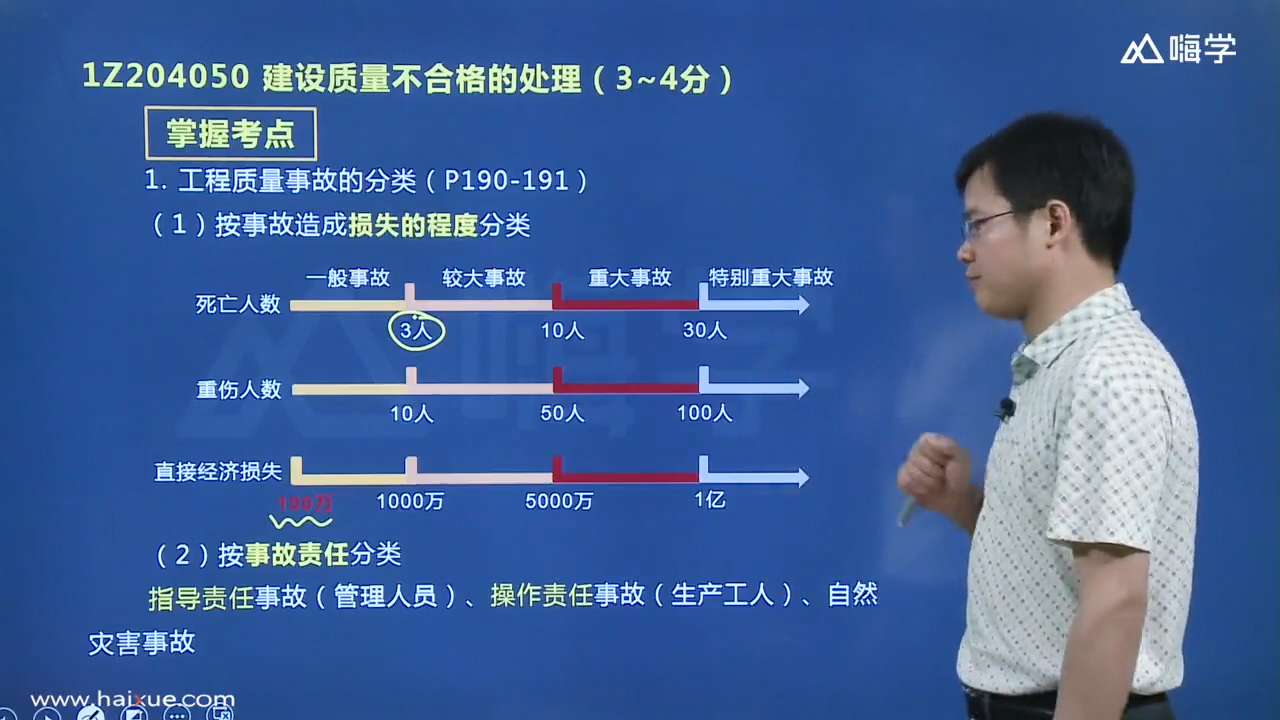 嗨学
1Z204050 建设质量不合格的处理（3~4分）
掌握考点
1. 工程质量事故的分类（P190-191）
（1）按事故造成损失的程度分类
一般事故 较大事故 重大事故 特别重大事故
死亡人数
3人 10人 30人
重伤人数
10人 50人 100人
直接经济损失
100万 1000万 5000万 1亿
（2）按事故责任分类
指导责任事故（管理人员）、操作责任事故（生产工人）、自然
灾害事故
www.haixue.com